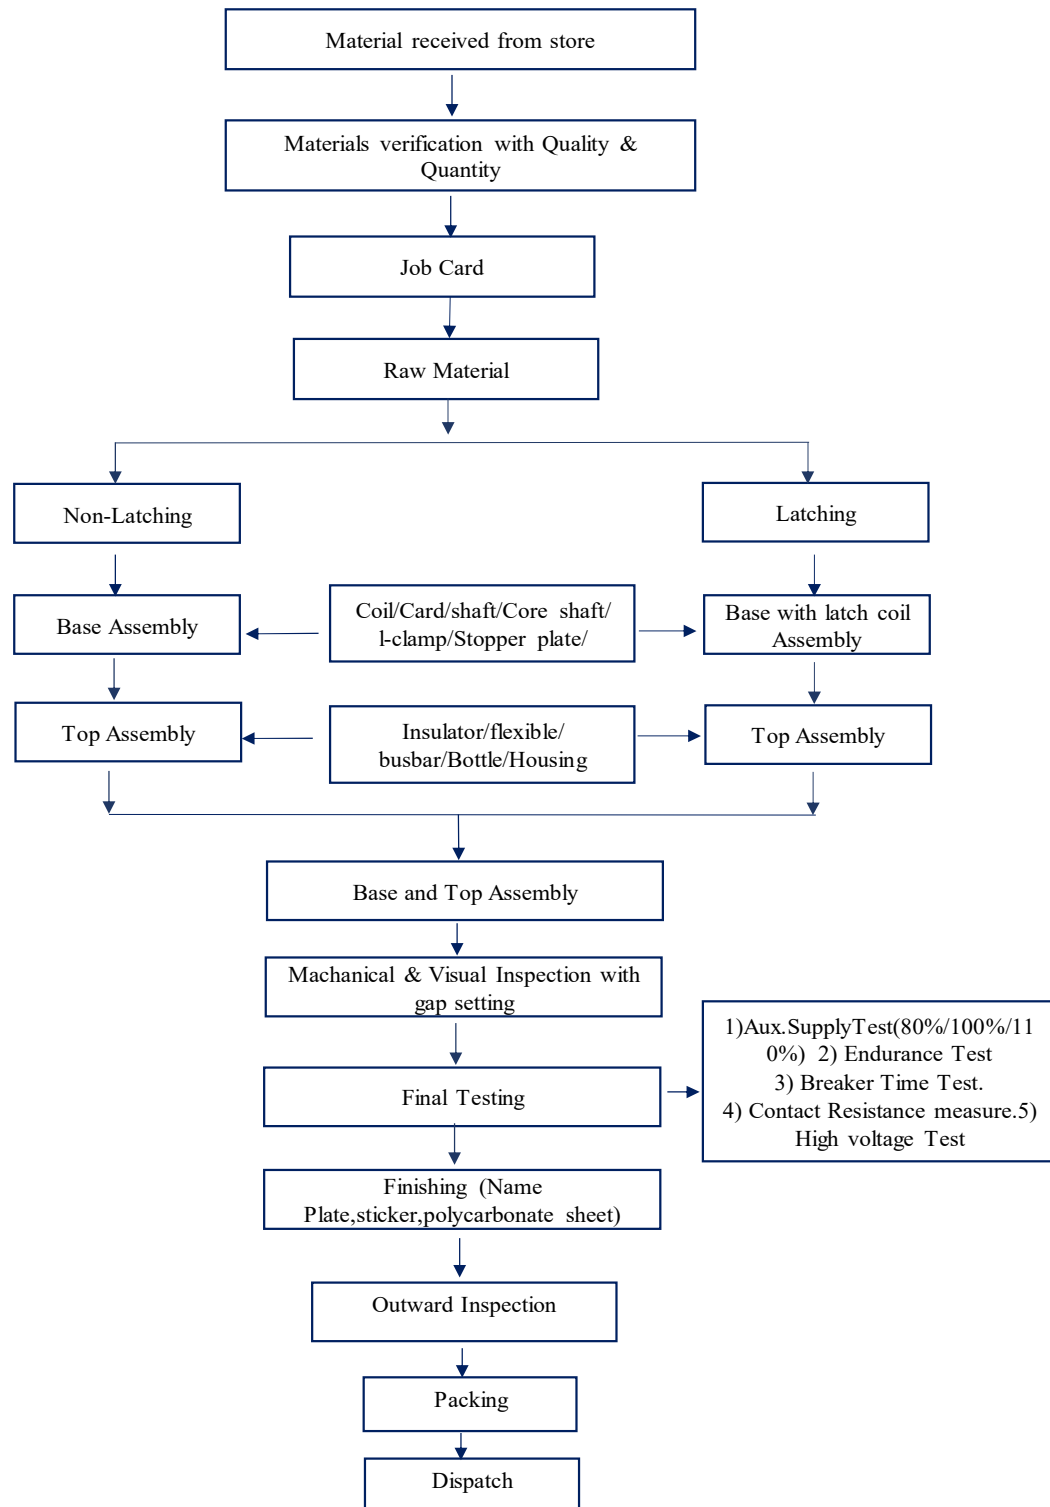 Material received from store
Materials verification with Quality &
Quantity
Job Card
Raw Material
Non-Latching
Latching
Base Assembly
Coil/Card/shaft/Core shaft/
l-clamp/Stopper plate/
Base with latch coil
Assembly
Top Assembly
Insulator/flexible/
busbar/Bottle/Housing
Top Assembly
Base and Top Assembly
Machanical & Visual Inspection with
gap setting
Final Testing
1)Aux.SupplyTest(80%/100%/11
0%) 2) Endurance Test
3) Breaker Time Test.
4) Contact Resistance measure.5)
High voltage Test
Finishing (Name
Plate,sticker,polycarbonate sheet)
Outward Inspection
Packing
Dispatch